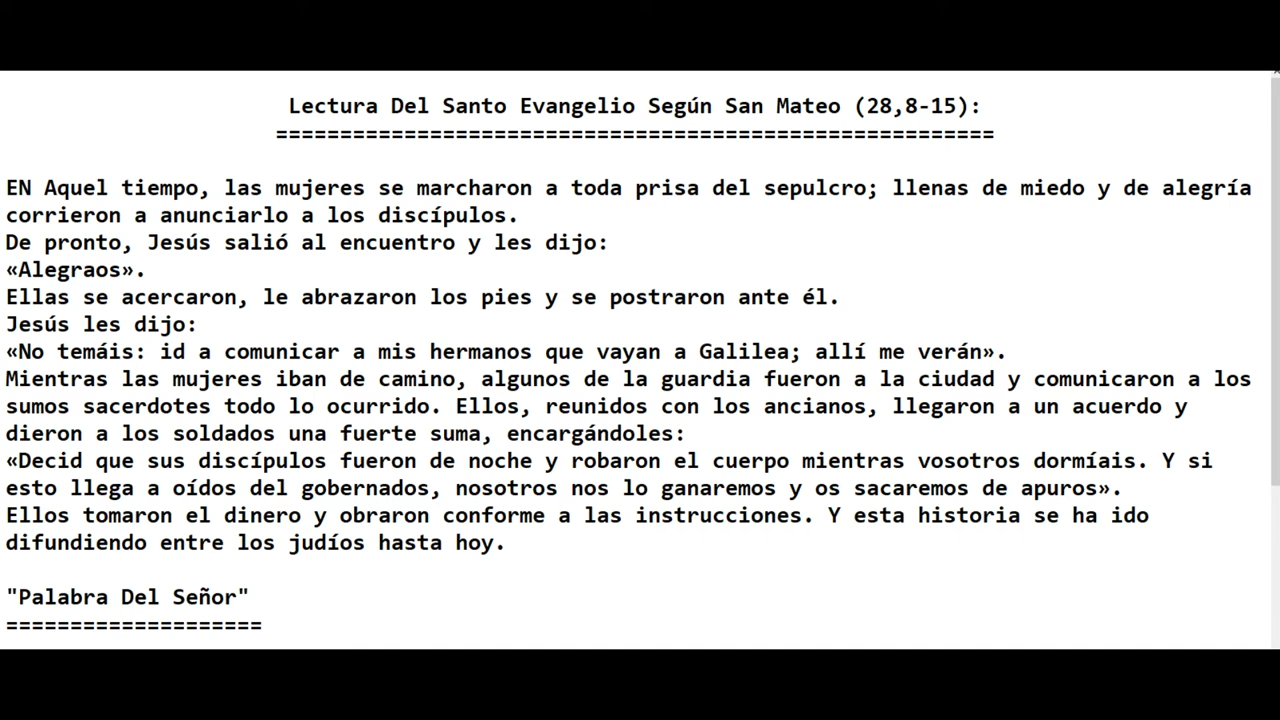 Lectura Del Santo Evangelio Según San Mateo (28,8-15):
========================================================
EN Aquel tiempo, las mujeres se marcharon a toda prisa del sepulcro; llenas de miedo y de alegría
corrieron a anunciarlo a los discípulos.
De pronto, Jesús salió al encuentro y les dijo:
«Alegraos».
Ellas se acercaron, le abrazaron los pies y se postraron ante él.
Jesús les dijo:
«No temáis: id a comunicar a mis hermanos que vayan a Galilea; allí me verán».
Mientras las mujeres iban de camino, algunos de la guardia fueron a la ciudad y comunicaron a los
sumos sacerdotes todo lo ocurrido. Ellos, reunidos con los ancianos, llegaron a un acuerdo y
dieron a los soldados una fuerte suma, encargándoles:
«Decid que sus discípulos fueron de noche y robaron el cuerpo mientras vosotros dormíais. Y si
esto llega a oídos del gobernados, nosotros nos lo ganaremos y os sacaremos de apuros».
Ellos tomaron el dinero y obraron conforme a las instrucciones. Y esta historia se ha ido
difundiendo entre los judíos hasta hoy.
"Palabra Del Señor"
====================